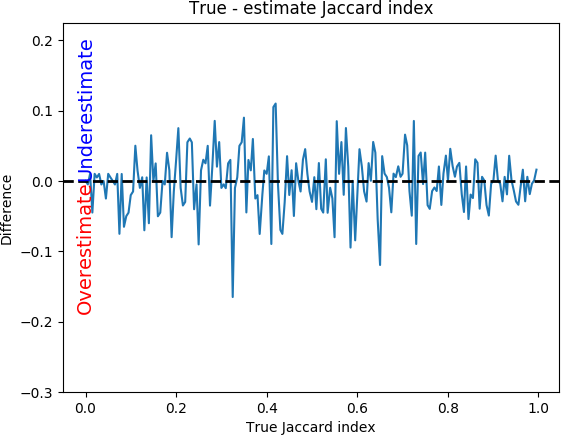 True - estimate Jaccard index
0.2
0.1
0.0
−0.1
−0.2
−0.3
Difference
Underestimate
Overestimate
0.0 0.2 0.4 0.6 0.8 1.0
True Jaccard index